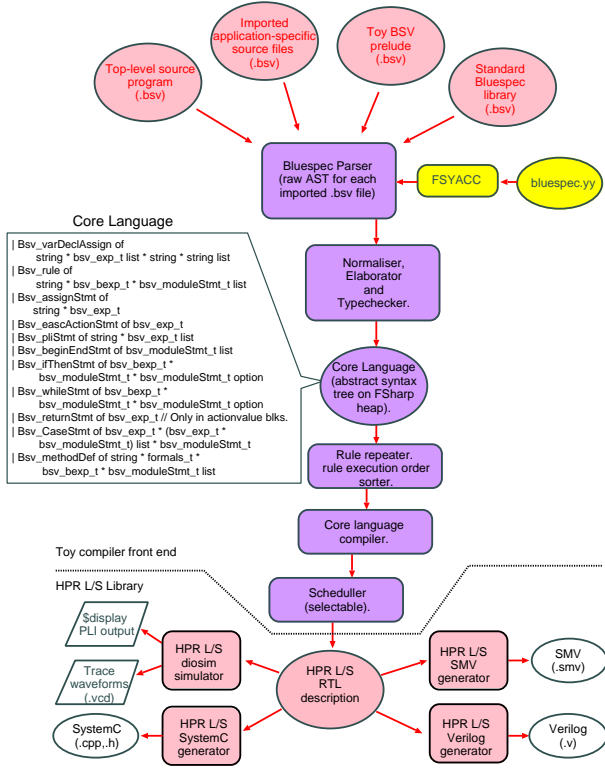 Top-level source
program
(.bsv)
Imported
application-specific
source files
(.bsv)
Toy BSV
prelude
(.bsv)
Standard
Bluespec
library
(.bsv)
Bluespec Parser
(raw AST for each
imported .bsv file)
FSYACC
bluespec.yy
Core Language
| Bsv_varDeclAssign of
string * bsv_exp_t list * string * string list
| Bsv_rule of
string * bsv_bexp_t * bsv_moduleStmt_t list
| Bsv_assignStmt of
string * bsv_exp_t
| Bsv_eascActionStmt of bsv_exp_t
| Bsv_pliStmt of string * bsv_exp_t list
| Bsv_beginEndStmt of bsv_moduleStmt_t list
| Bsv_ifThenStmt of bsv_bexp_t *
bsv_moduleStmt_t * bsv_moduleStmt_t option
| Bsv_whileStmt of bsv_bexp_t *
bsv_moduleStmt_t * bsv_moduleStmt_t option
| Bsv_returnStmt of bsv_exp_t // Only in actionvalue blks.
| Bsv_CaseStmt of bsv_exp_t * (bsv_exp_t *
bsv_moduleStmt_t) list * bsv_moduleStmt_t
| Bsv_methodDef of string * formals_t *
bsv_bexp_t * bsv_moduleStmt_t list
Normaliser,
Elaborator
and
Typechecker.
Core Language
(abstract syntax
tree on FSharp
heap).
Rule repeater.
rule execution order
sorter.
Core language
compiler.
Toy compiler front end
HPR L/S Library
Scheduller
(selectable).
$display
PLI output
Trace
waveforms
(.vcd)
SystemC
(.cpp,.h)
HPR L/S
diosim
simulator
HPR L/S
SystemC
generator
HPR L/S
RTL
description
HPR L/S
SMV
generator
SMV
(.smv)
HPR L/S
Verilog
generator
Verilog
(.v)